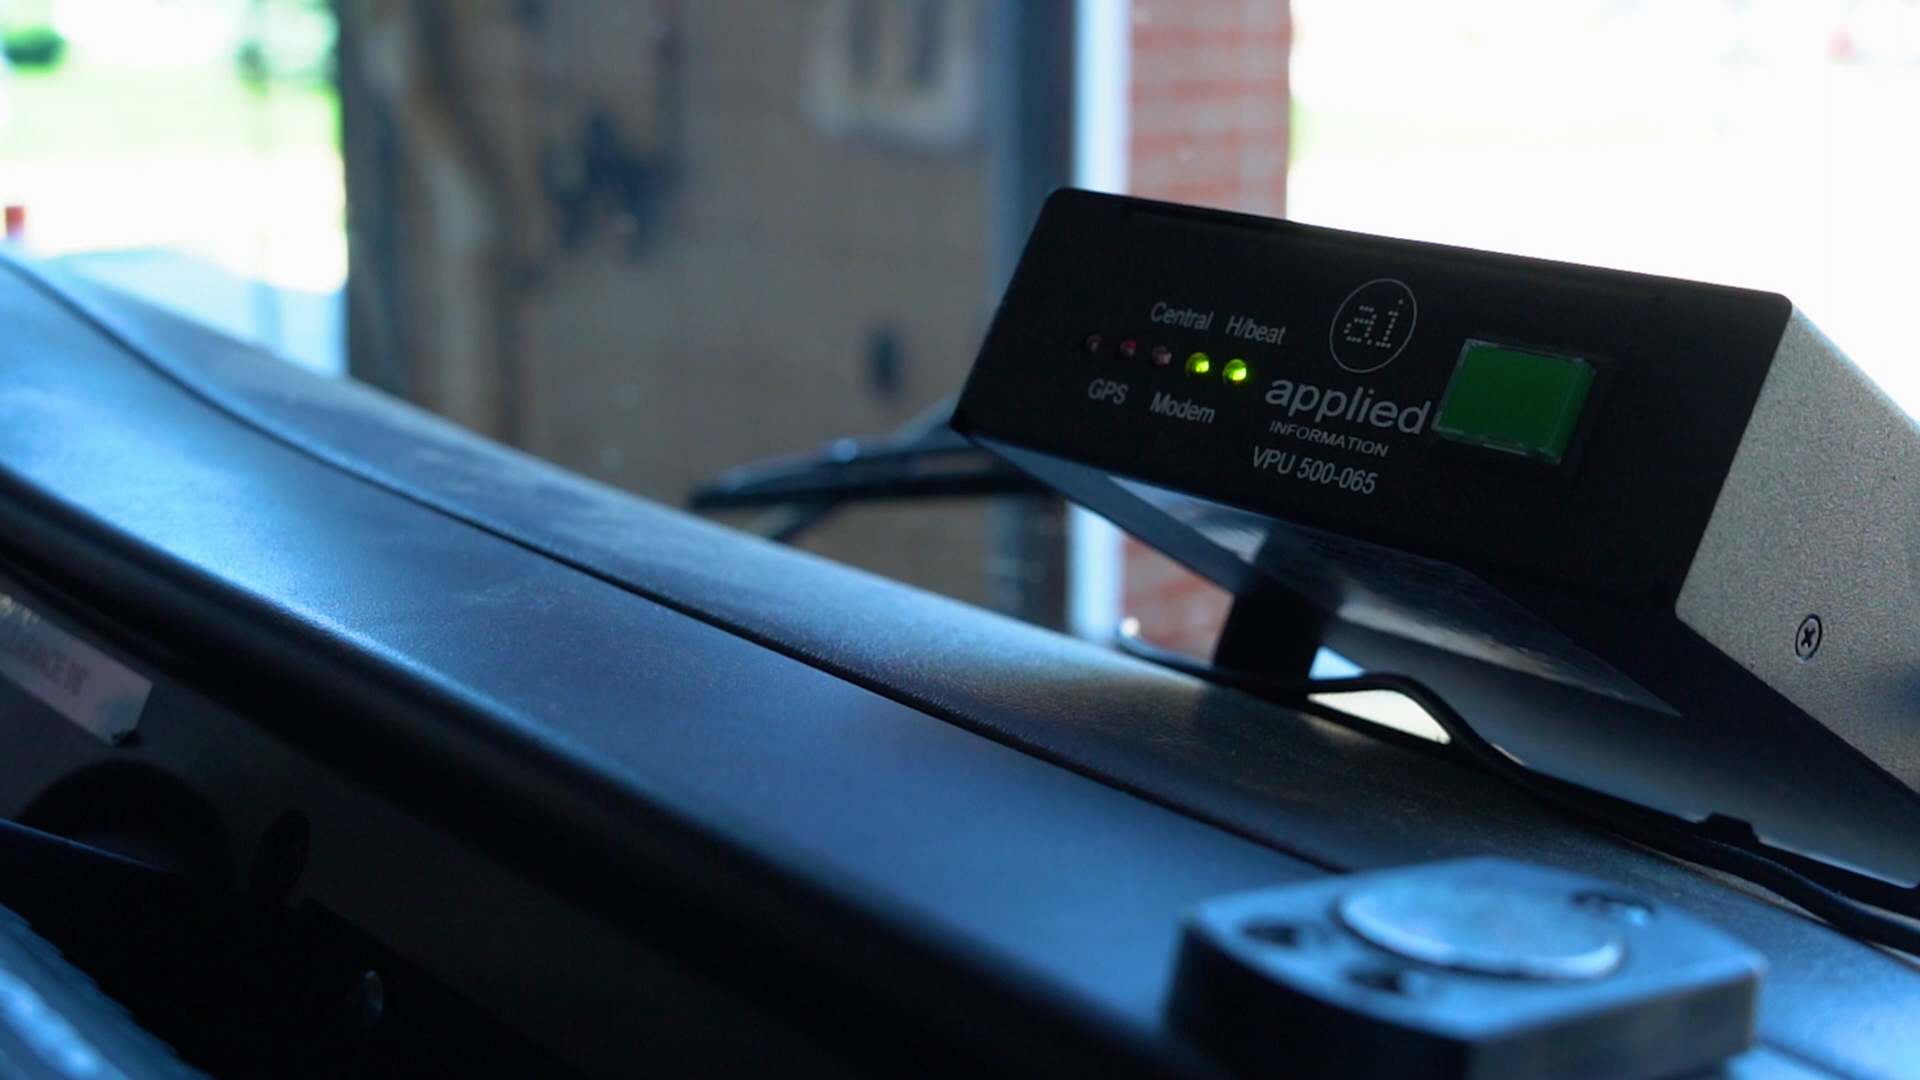 Central H/beat
GPS Modem
ai
applied
INFORMATION
VPU 500-065